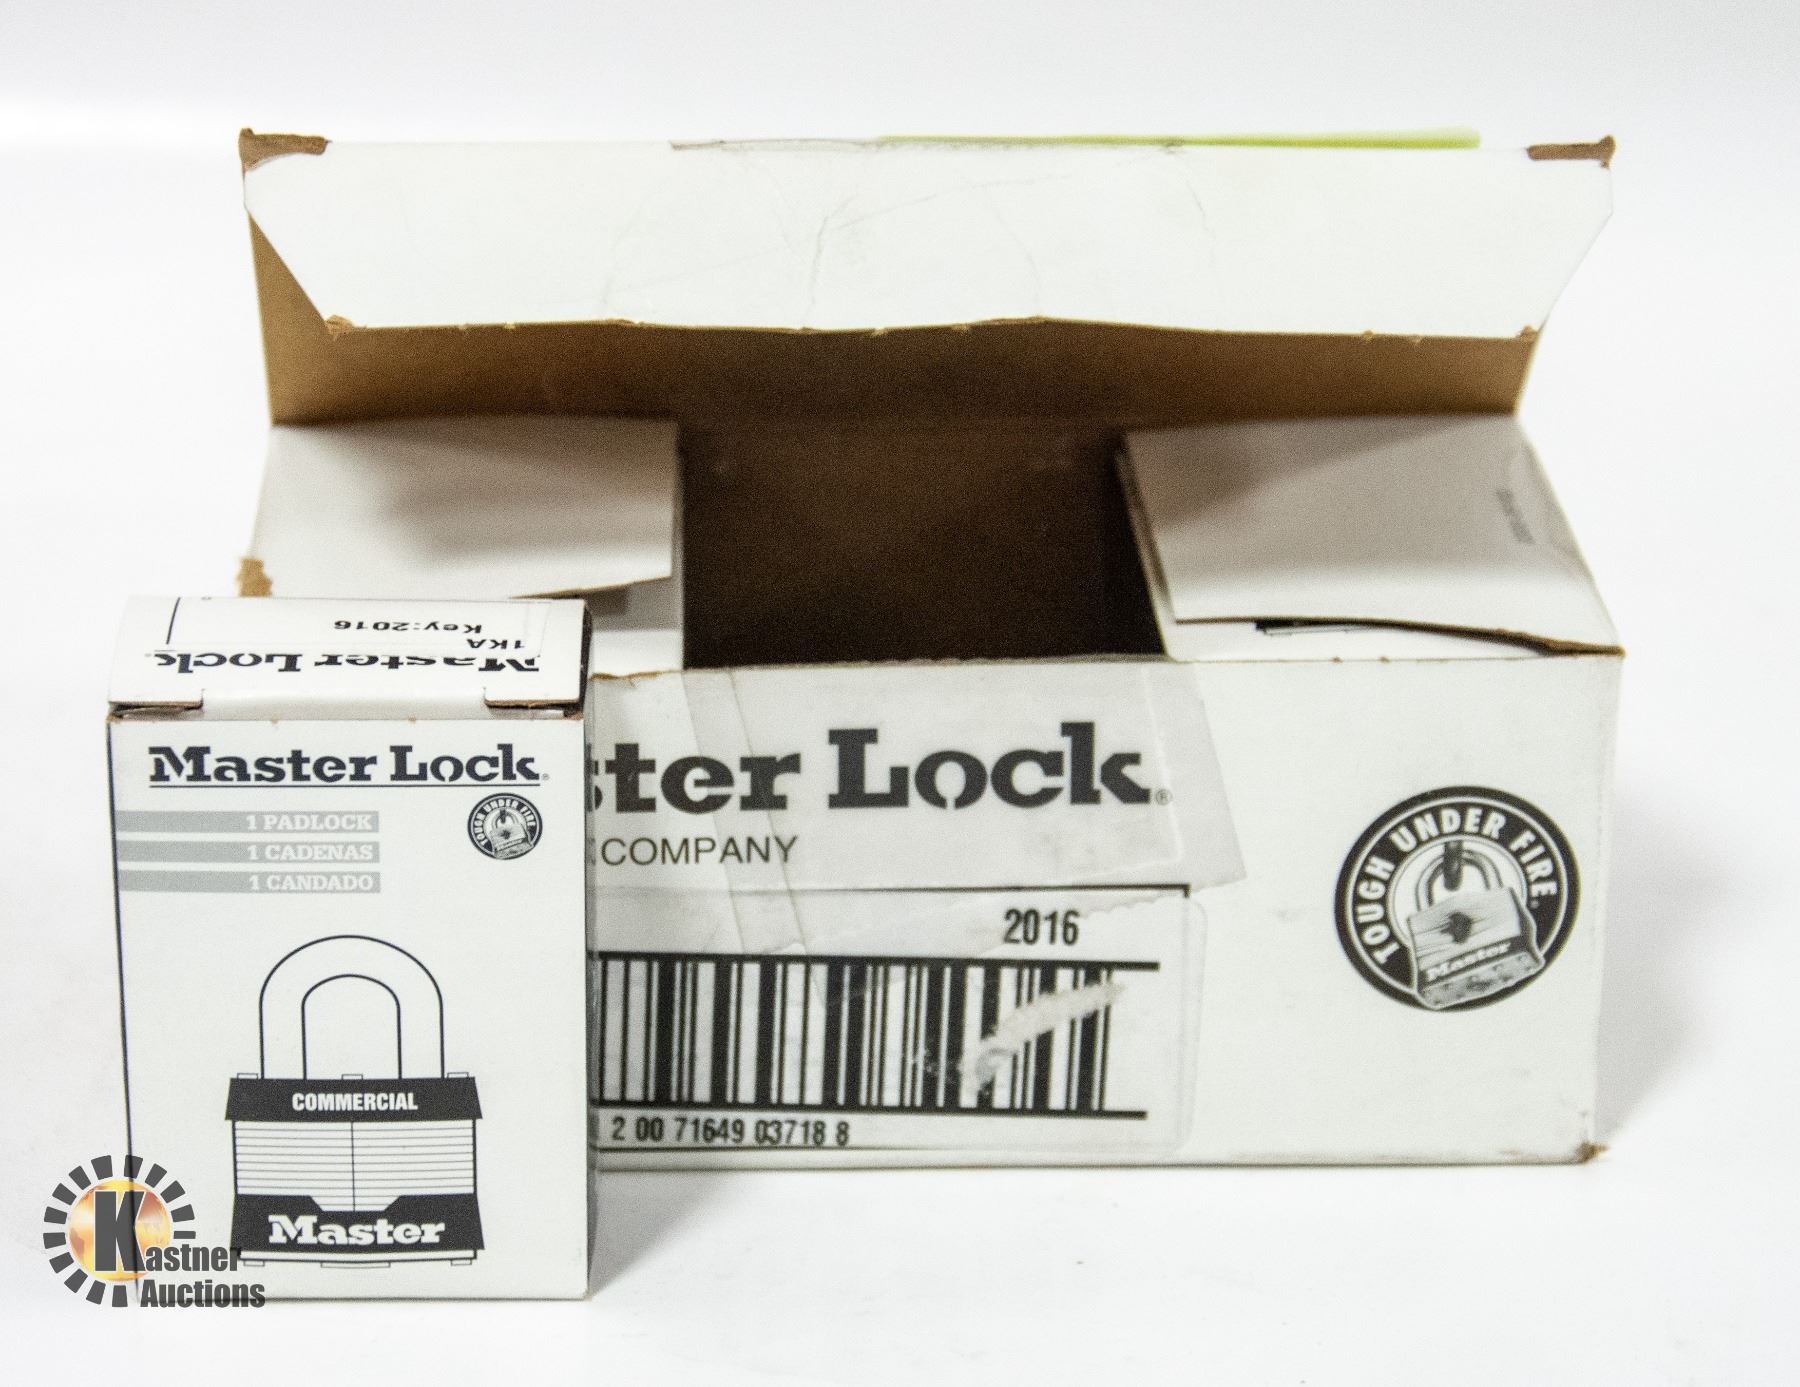 Key:2016
1KA
Master Lock®
Master Lock®
1 PADLOCK
1 CADENAS
1 CANDADO
TOUGH UNDER FIRE
COMMERCIAL
Master
ster Lock®
COMPANY
2016
2 00 71649 03718 8
TOUGH UNDER FIRE®
Master
Kastner
Auctions